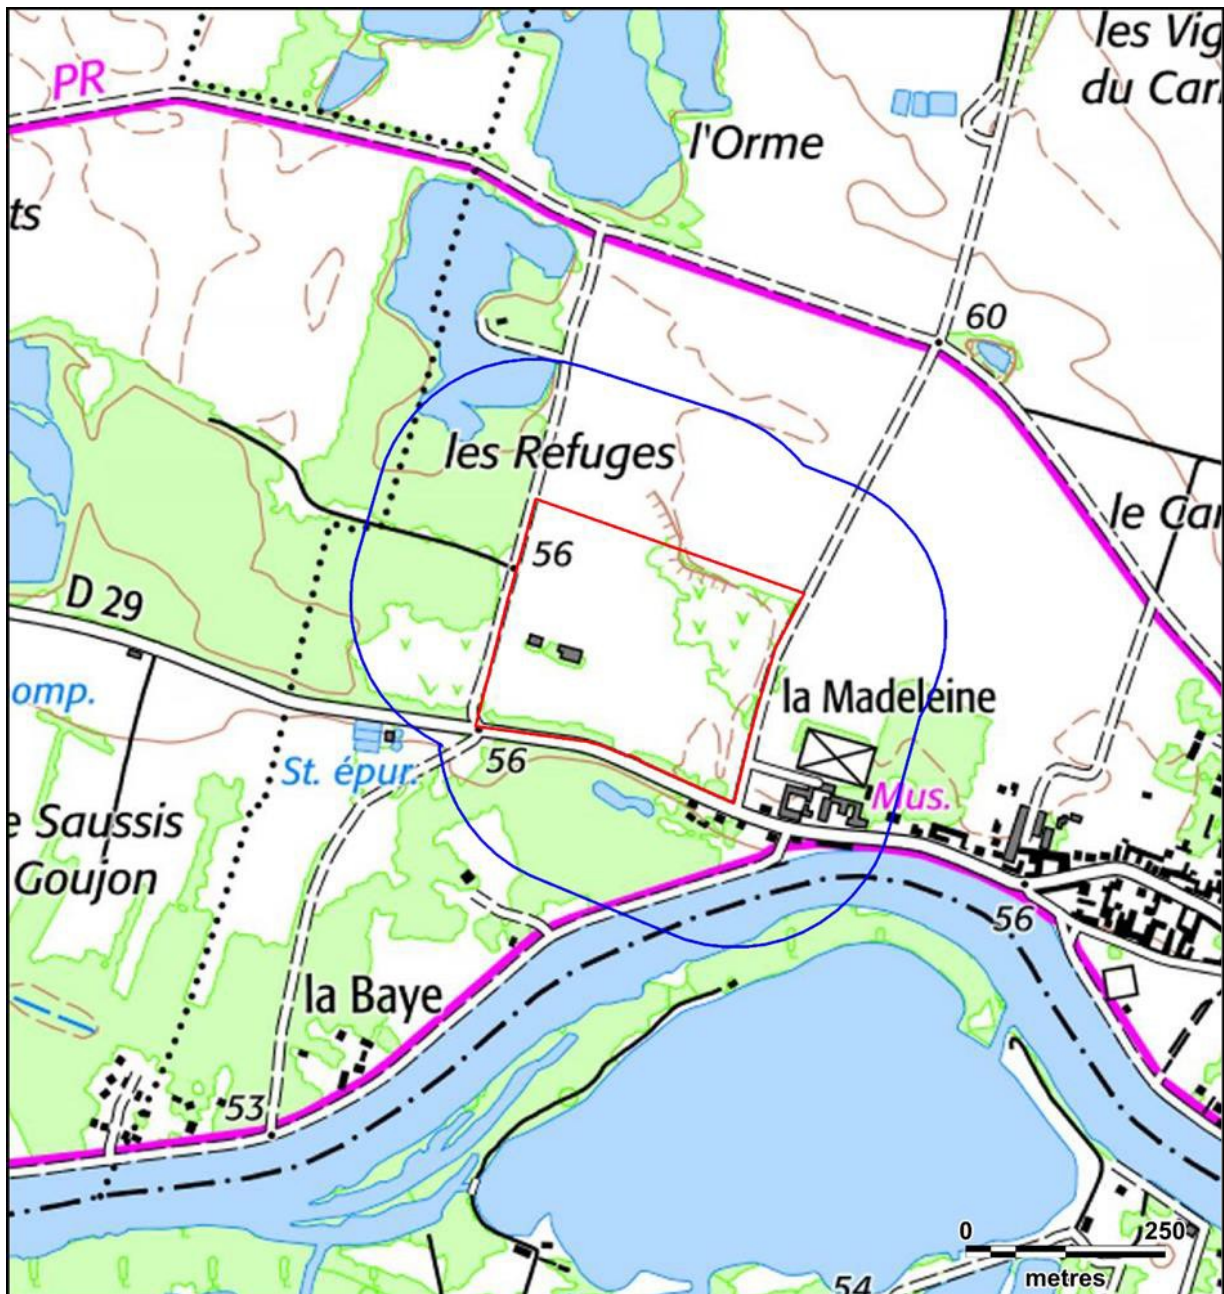 les Vig
PR
du Car
l'Orme
ts
60
les Refuges
le Ca
56
D 29
la Madeleine
omp.
St. épur.
56
Mus.
e Saussis
Goujon
56
la Baye
53
0 250
metres
54